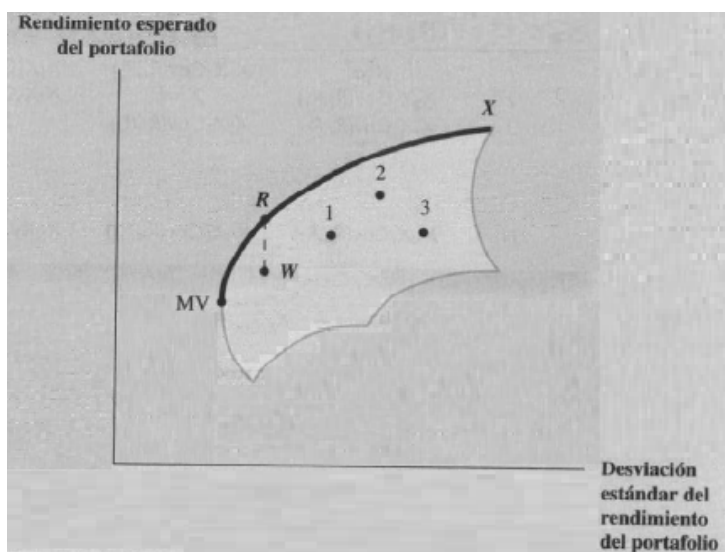 Rendimiento esperado
del portafolio
X
2
R
1
3
W
MV
Desviación
estándar del
rendimiento
del portafolio